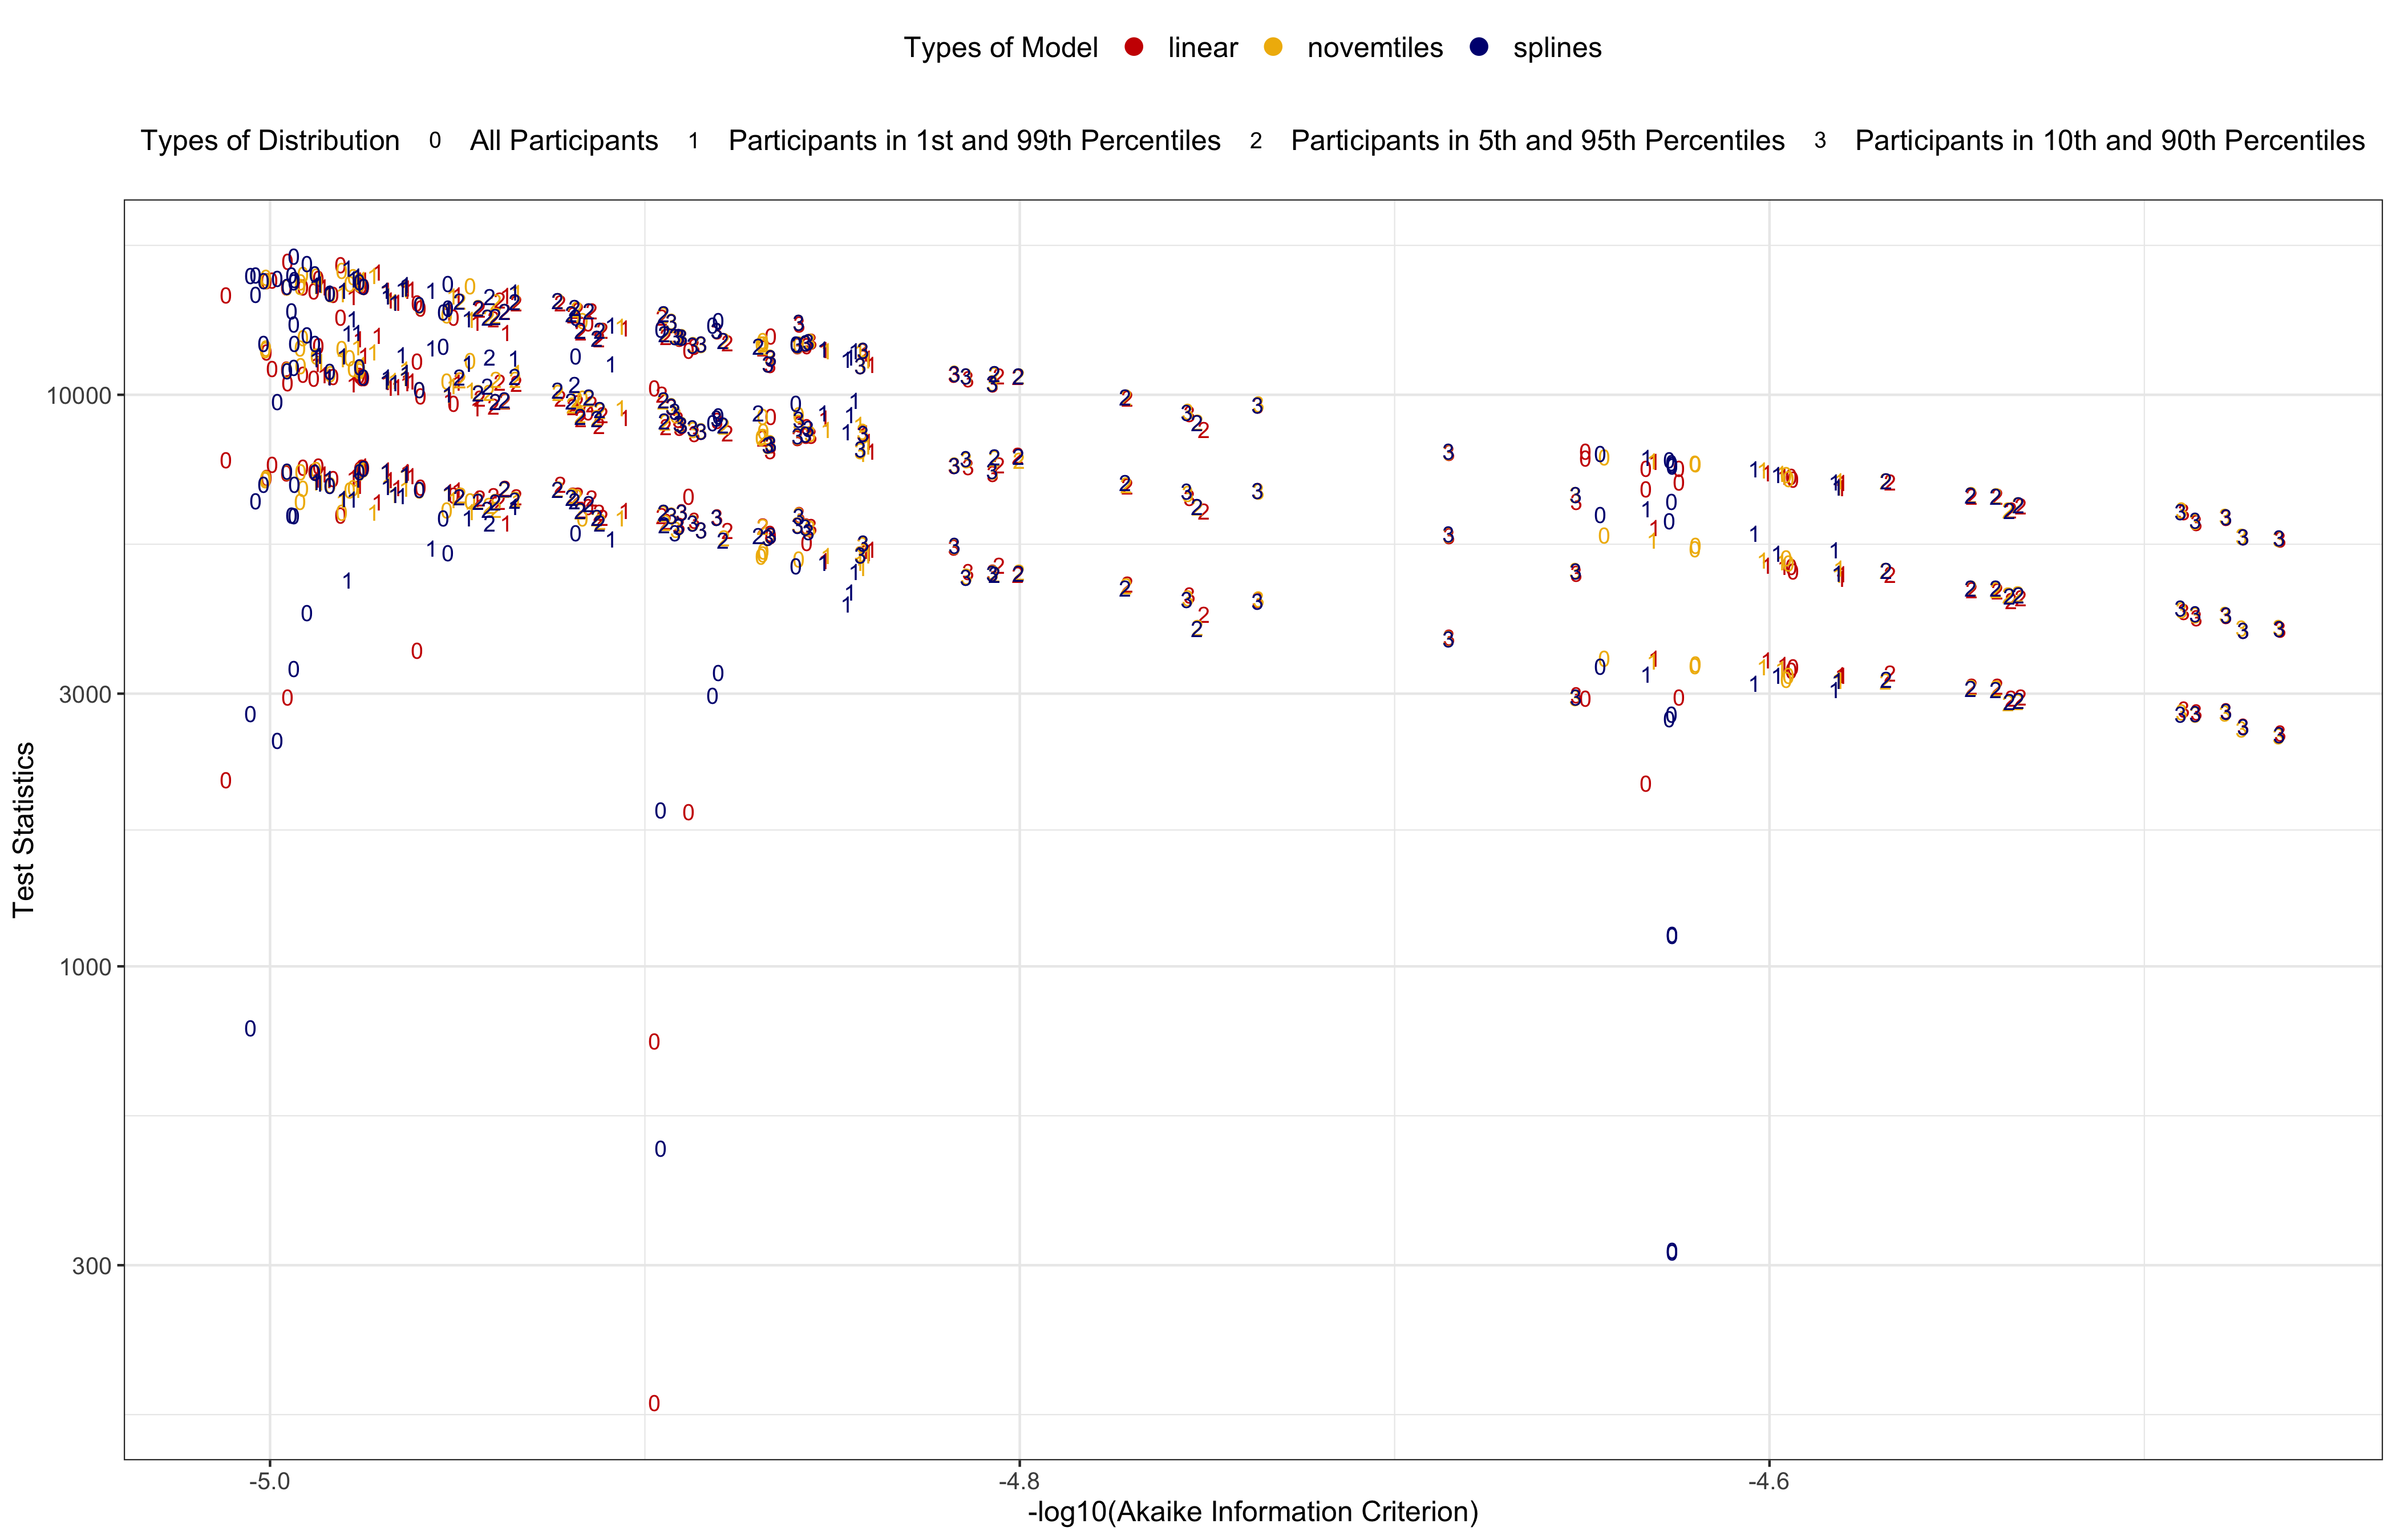 Types of Model linear novemtiles splines
Types of Distribution 0 All Participants 1 Participants in 1st and 99th Percentiles 2 Participants in 5th and 95th Percentiles 3 Participants in 10th and 90th Percentiles
10000
3000
1000
300
Test Statistics
-5.0 -4.8 -4.6
-log10(Akaike Information Criterion)